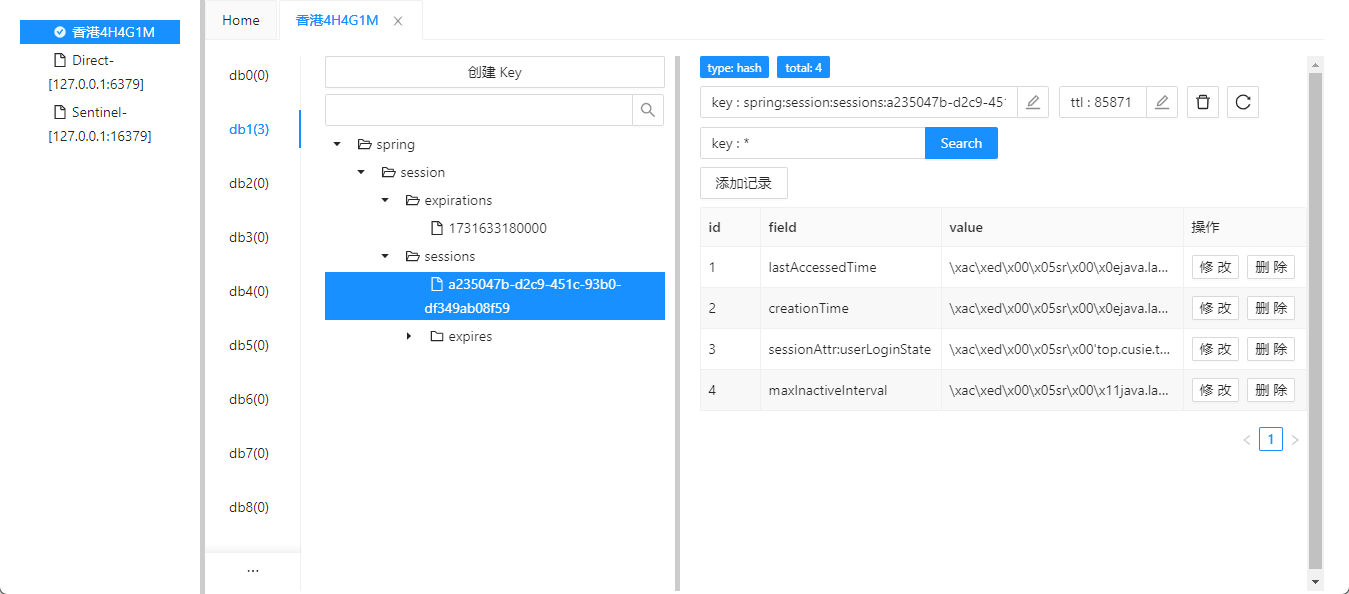 香港4H4G1M
Direct-
[127.0.0.1:6379]
Sentinel-
[127.0.0.1:16379]
Home
香港4H4G1M
db0(0)
db1(3)
db2(0)
db3(0)
db4(0)
db5(0)
db6(0)
db7(0)
db8(0)
...
创建 Key
spring
session
expirations
1731633180000
sessions
a235047b-d2c9-451c-93b0-
df349ab08f59
expires
type: hash total: 4
key : spring:session:sessions:a235047b-d2c9-451 ttl : 85871
key : * Search
添加记录
id field value 操作
1 lastAccessedTime \xac\xed\x00\x05sr\x00\x0ejava.la... 修 改 删 除
2 creationTime \xac\xed\x00\x05sr\x00\x0ejava.la... 修 改 删 除
3 sessionAttr:userLoginState \xac\xed\x00\x05sr\x00'top.cusie.t... 修 改 删 除
4 maxInactiveInterval \xac\xed\x00\x05sr\x00\x11java.la... 修 改 删 除
< 1 >